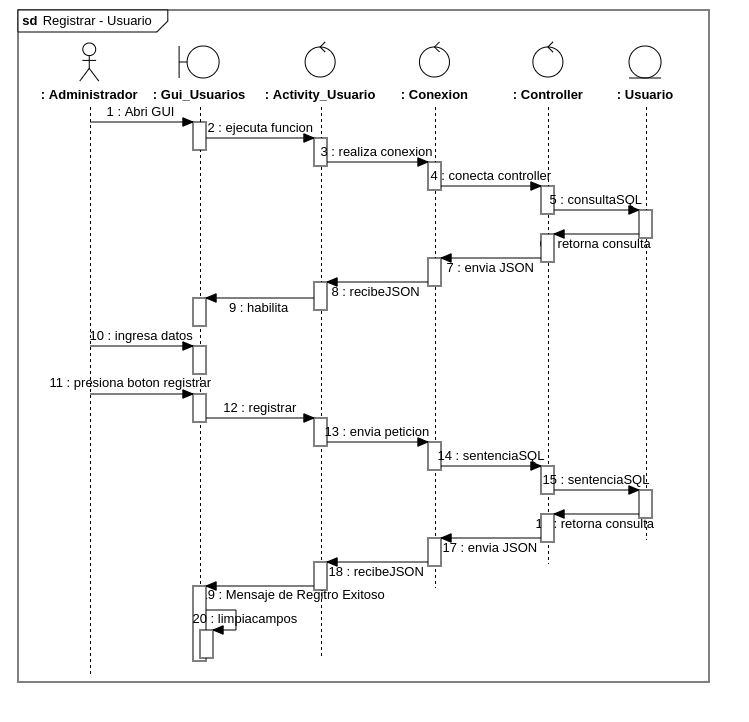 sd Registrar - Usuario
: Administrador : Gui_Usuarios : Activity_Usuario : Conexion : Controller : Usuario
1 : Abri GUI
2 : ejecuta funcion
3 : realiza conexion
4 : conecta controller
5 : consultaSQL
: retorna consulta
7 : envia JSON
8 : recibeJSON
9 : habilita
10 : ingresa datos
11 : presiona boton registrar
12 : registrar
13 : envia peticion
14 : sentenciaSQL
15 : sentenciaSQL
1 : retorna consulta
17 : envia JSON
18 : recibeJSON
9 : Mensaje de Regitro Exitoso
20 : limpiacampos